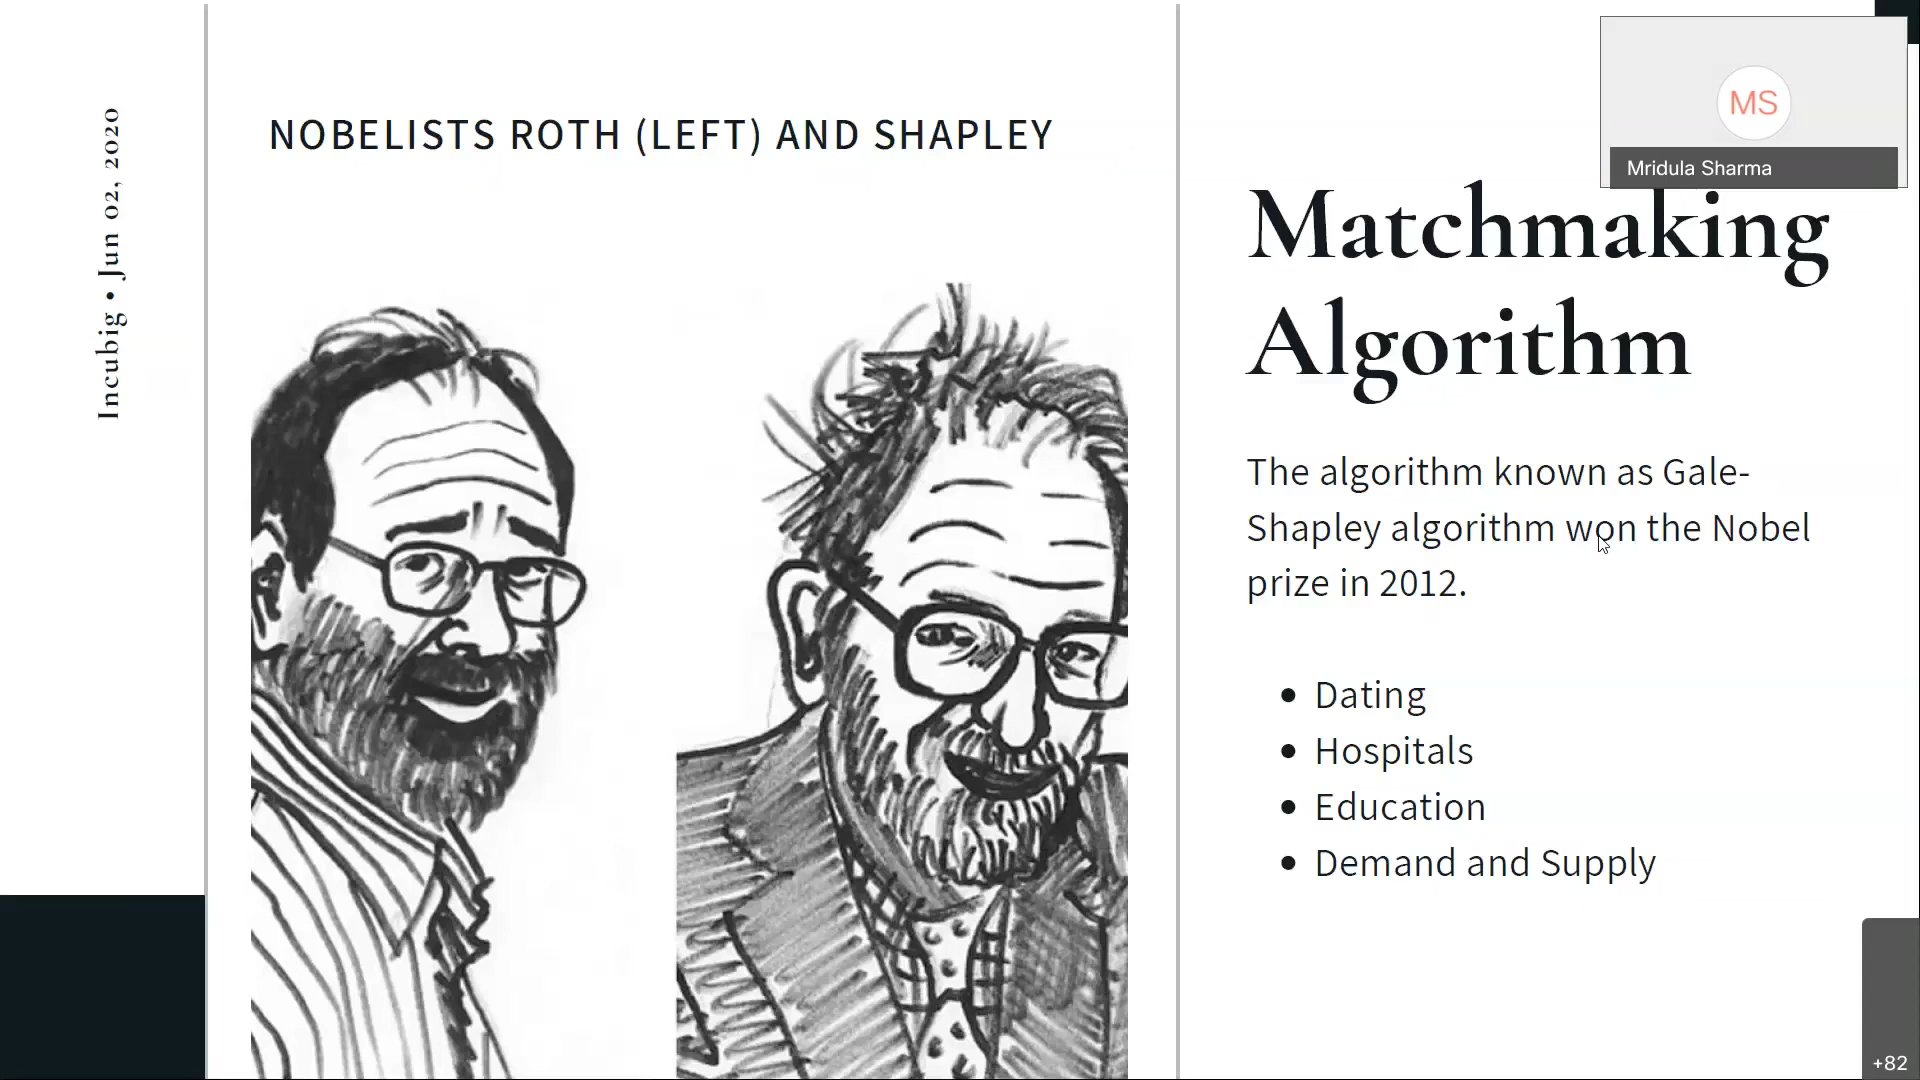 Incubig • Jun 02, 2020
NOBELISTS ROTH (LEFT) AND SHAPLEY
MS
Mridula Sharma
Matchmaking
Algorithm
The algorithm known as Gale-
Shapley algorithm won the Nobel
prize in 2012.
• Dating
• Hospitals
• Education
• Demand and Supply
+82